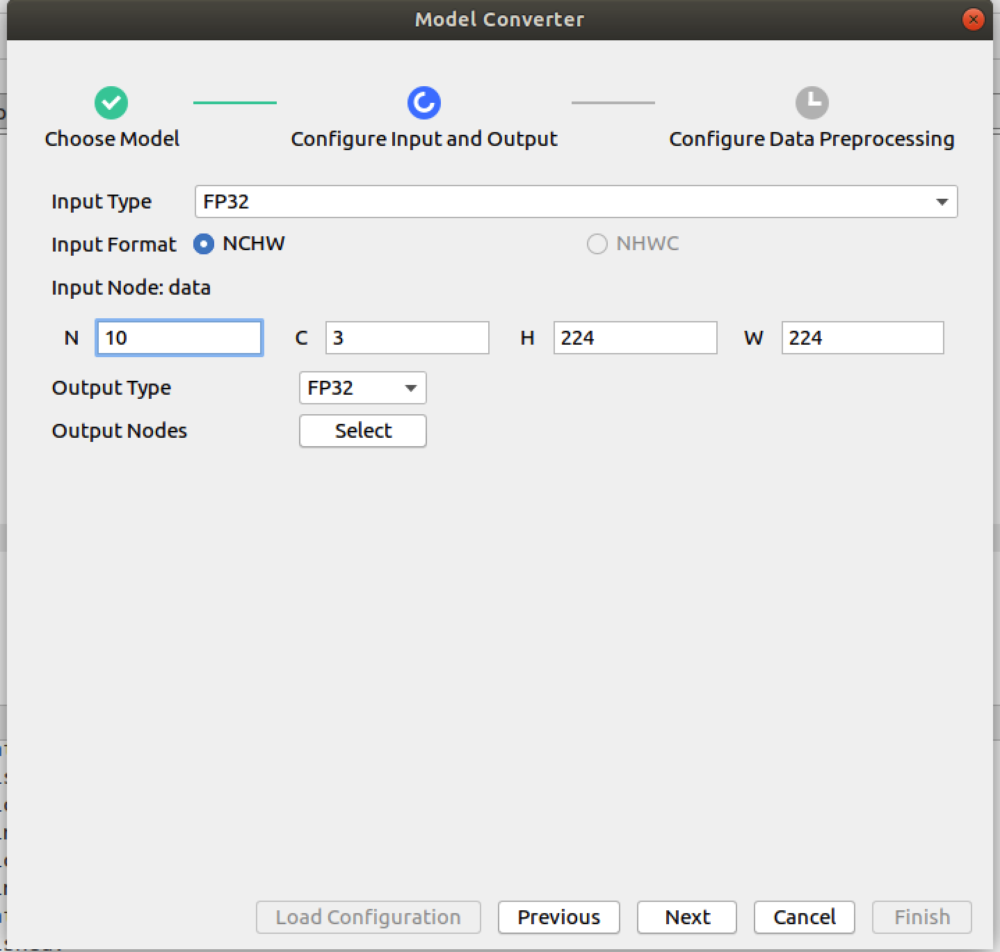 Model Converter
Choose Model Configure Input and Output Configure Data Preprocessing
Input Type FP32
Input Format NCHW NHWC
Input Node: data
N 10 C 3 H 224 W 224
Output Type FP32
Output Nodes Select
Load Configuration Previous Next Cancel Finish